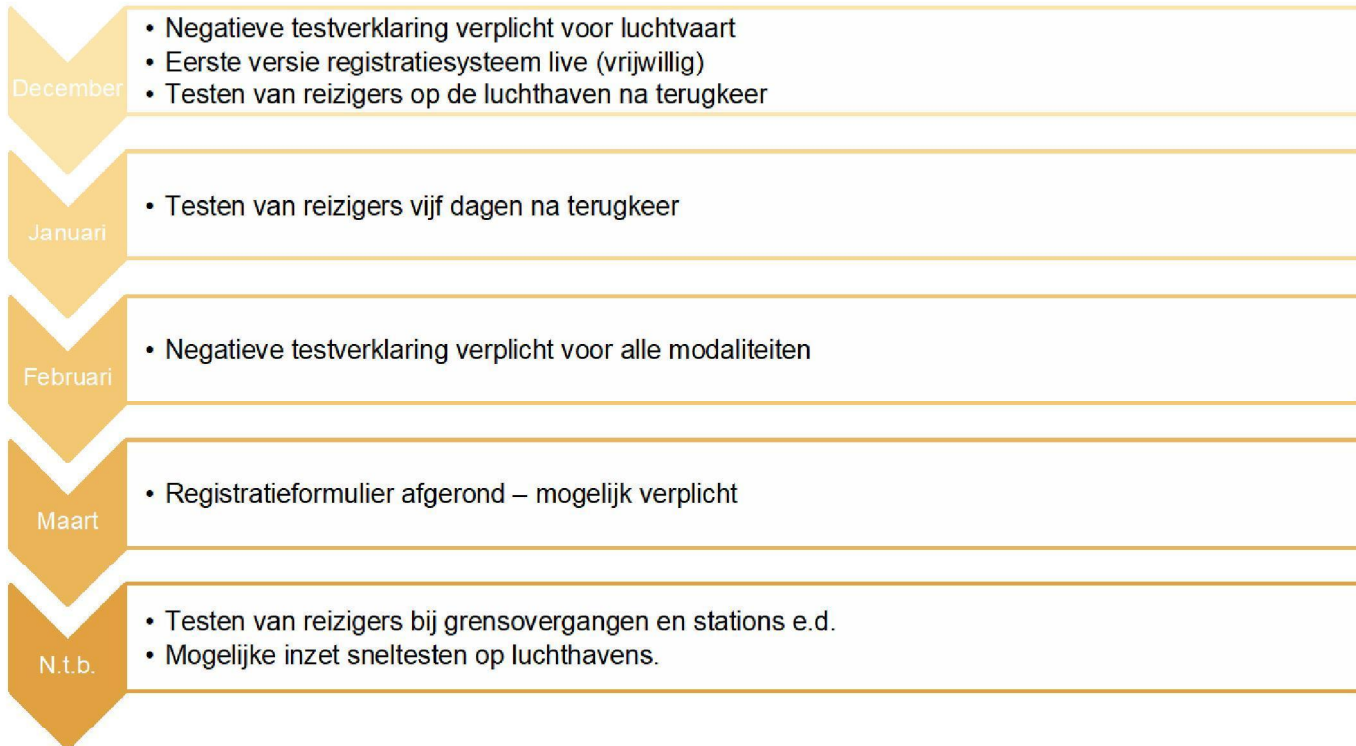 December
• Negatieve testverklaring verplicht voor luchtvaart
• Eerste versie registratiesysteem live (vrijwillig)
• Testen van reizigers op de luchthaven na terugkeer
Januari
• Testen van reizigers vijf dagen na terugkeer
Februari
• Negatieve testverklaring verplicht voor alle modaliteiten
Maart
• Registratieformulier afgerond – mogelijk verplicht
N.t.b.
• Testen van reizigers bij grensovergangen en stations e.d.
• Mogelijke inzet sneltesten op luchthavens.